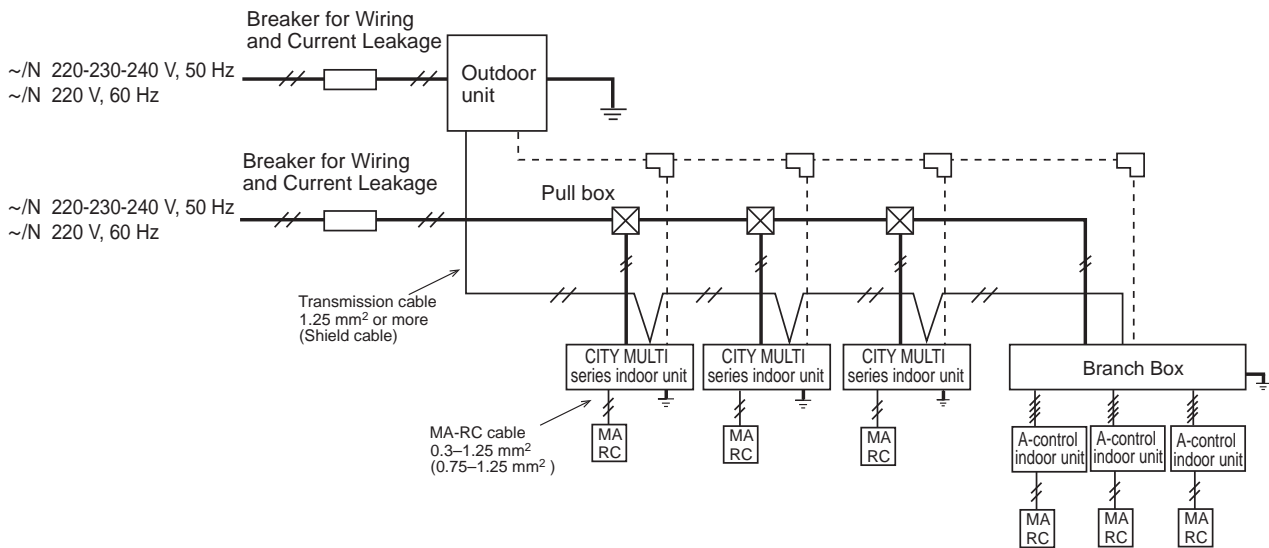 Breaker for Wiring
and Current Leakage
~/N 220-230-240 V, 50 Hz
~/N 220 V, 60 Hz
Outdoor
unit
Breaker for Wiring
and Current Leakage
~/N 220-230-240 V, 50 Hz
~/N 220 V, 60 Hz
Pull box
Transmission cable
1.25 mm² or more
(Shield cable)
CITY MULTI
series indoor unit
CITY MULTI
series indoor unit
CITY MULTI
series indoor unit
Branch Box
MA-RC cable
0.3–1.25 mm²
(0.75–1.25 mm² )
MA
RC
MA
RC
MA
RC
A-control
indoor unit
A-control
indoor unit
A-control
indoor unit
MA
RC
MA
RC
MA
RC